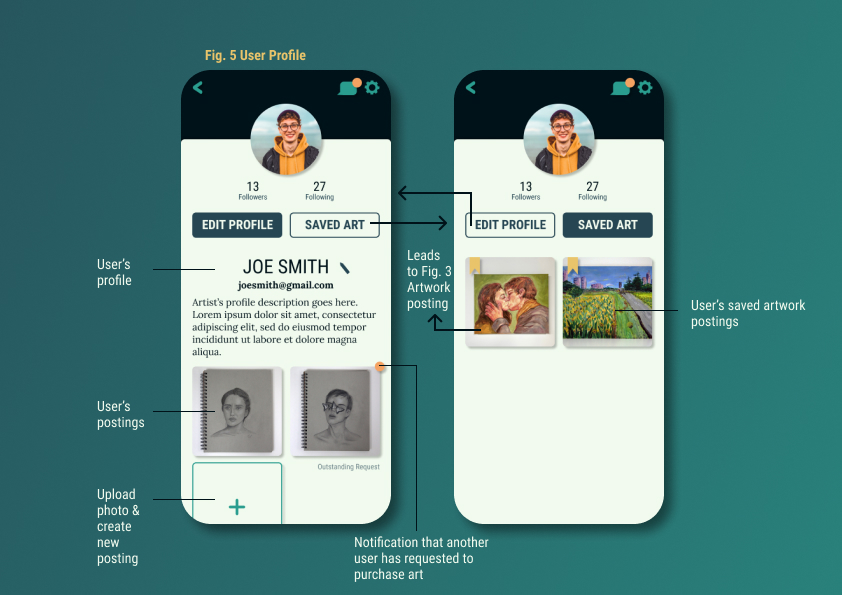 Fig. 5 User Profile
13
Followers
27
Following
EDIT PROFILE
SAVED ART
JOE SMITH
joesmith@gmail.com
Artist's profile description goes here.
Lorem ipsum dolor sit amet, consectetur
adipiscing elit, sed do eiusmod tempor
incididunt ut labore et dolore magna
aliqua.
Outstanding Request
User's
profile
User's
postings
Upload
photo &
create
new
posting
Notification that another
user has requested to
purchase art
Leads
to Fig. 3
Artwork
posting
13
Followers
27
Following
EDIT PROFILE
SAVED ART
User's saved artwork
postings